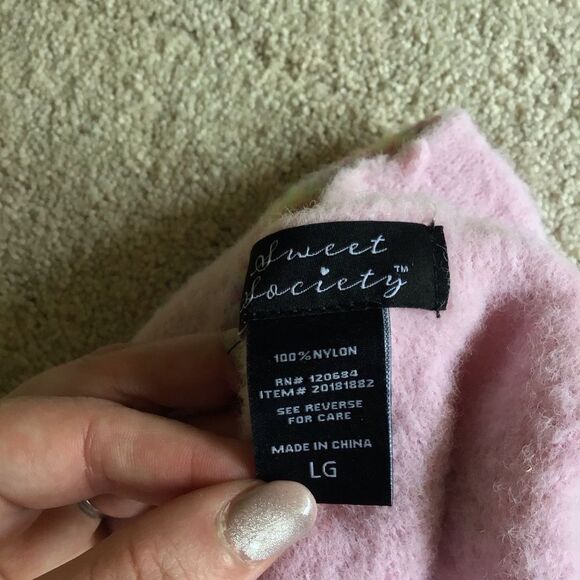 Sweet
Society™
100% NYLON
RN# 120684
ITEM# 20181882
SEE REVERSE
FOR CARE
MADE IN CHINA
LG